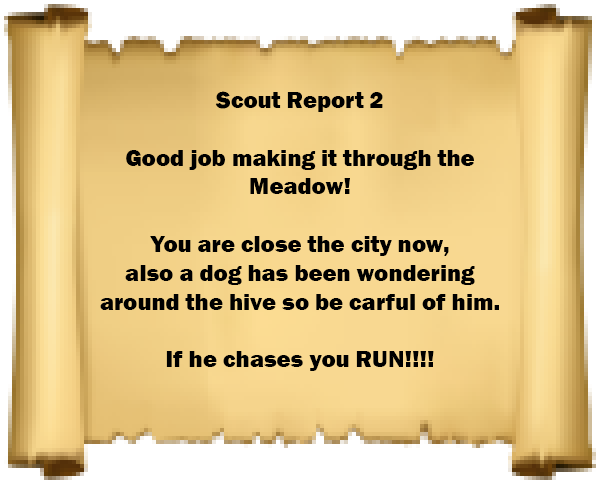 Scout Report 2
Good job making it through the
Meadow!
You are close the city now,
also a dog has been wondering
around the hive so be carful of him.
If he chases you RUN!!!!